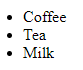 • Coffee
• Tea
• Milk